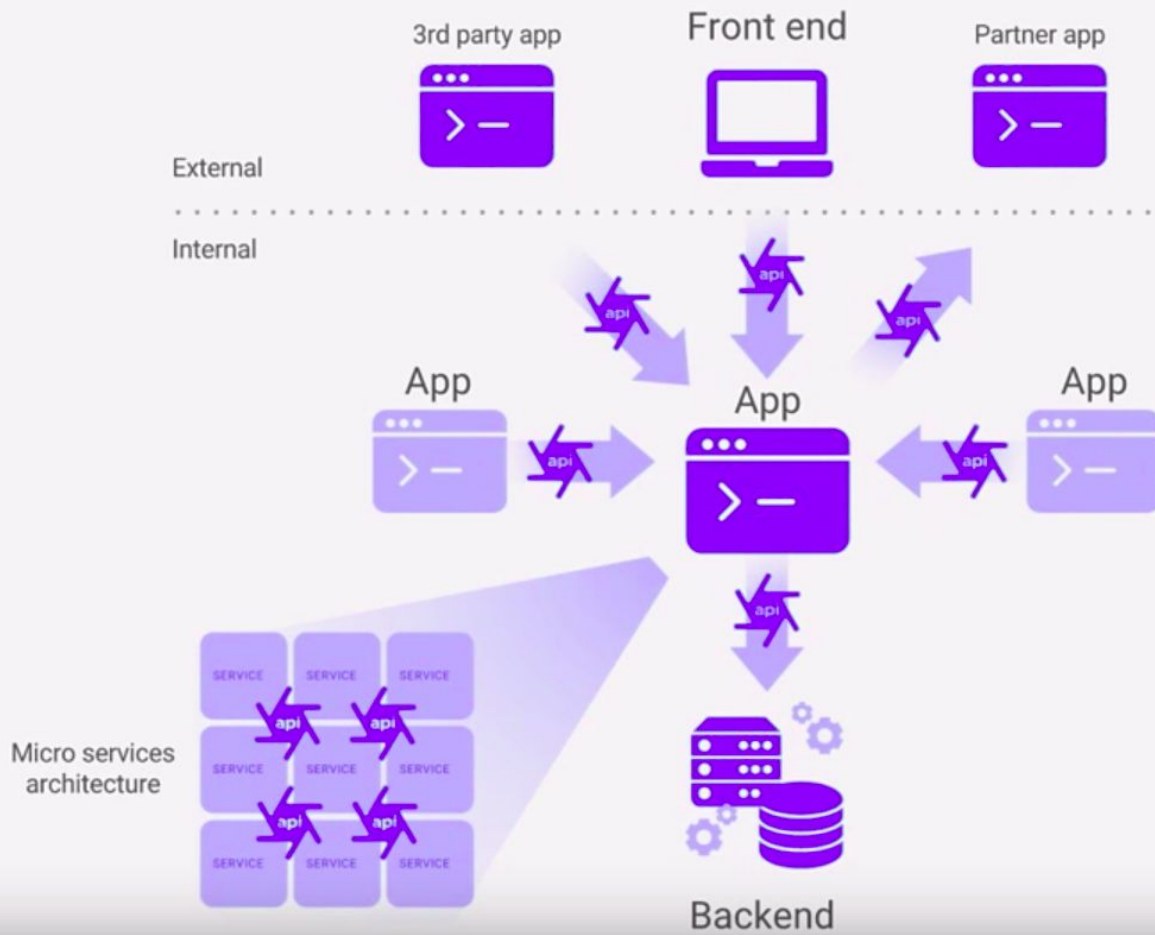 3rd party app
Front end
Partner app
External
Internal
api
api
api
App
App
App
api
api
api
SERVICE SERVICE SERVICE
api api
Micro services
architecture
SERVICE SERVICE SERVICE
api api
SERVICE SERVICE SERVICE
Backend